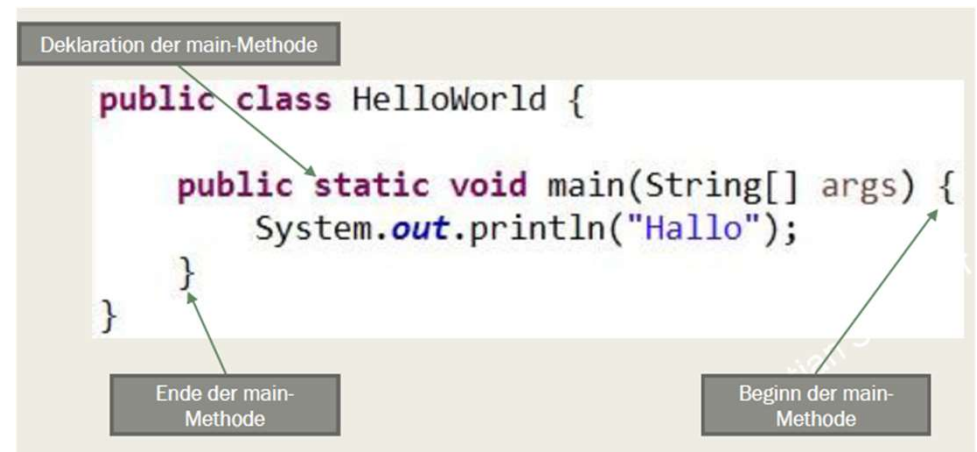 Deklaration der main-Methode
public class HelloWorld {
public static void main(String[] args) {
System.out.println("Hallo");
}
}
Ende der main-
Methode
Beginn der main-
Methode